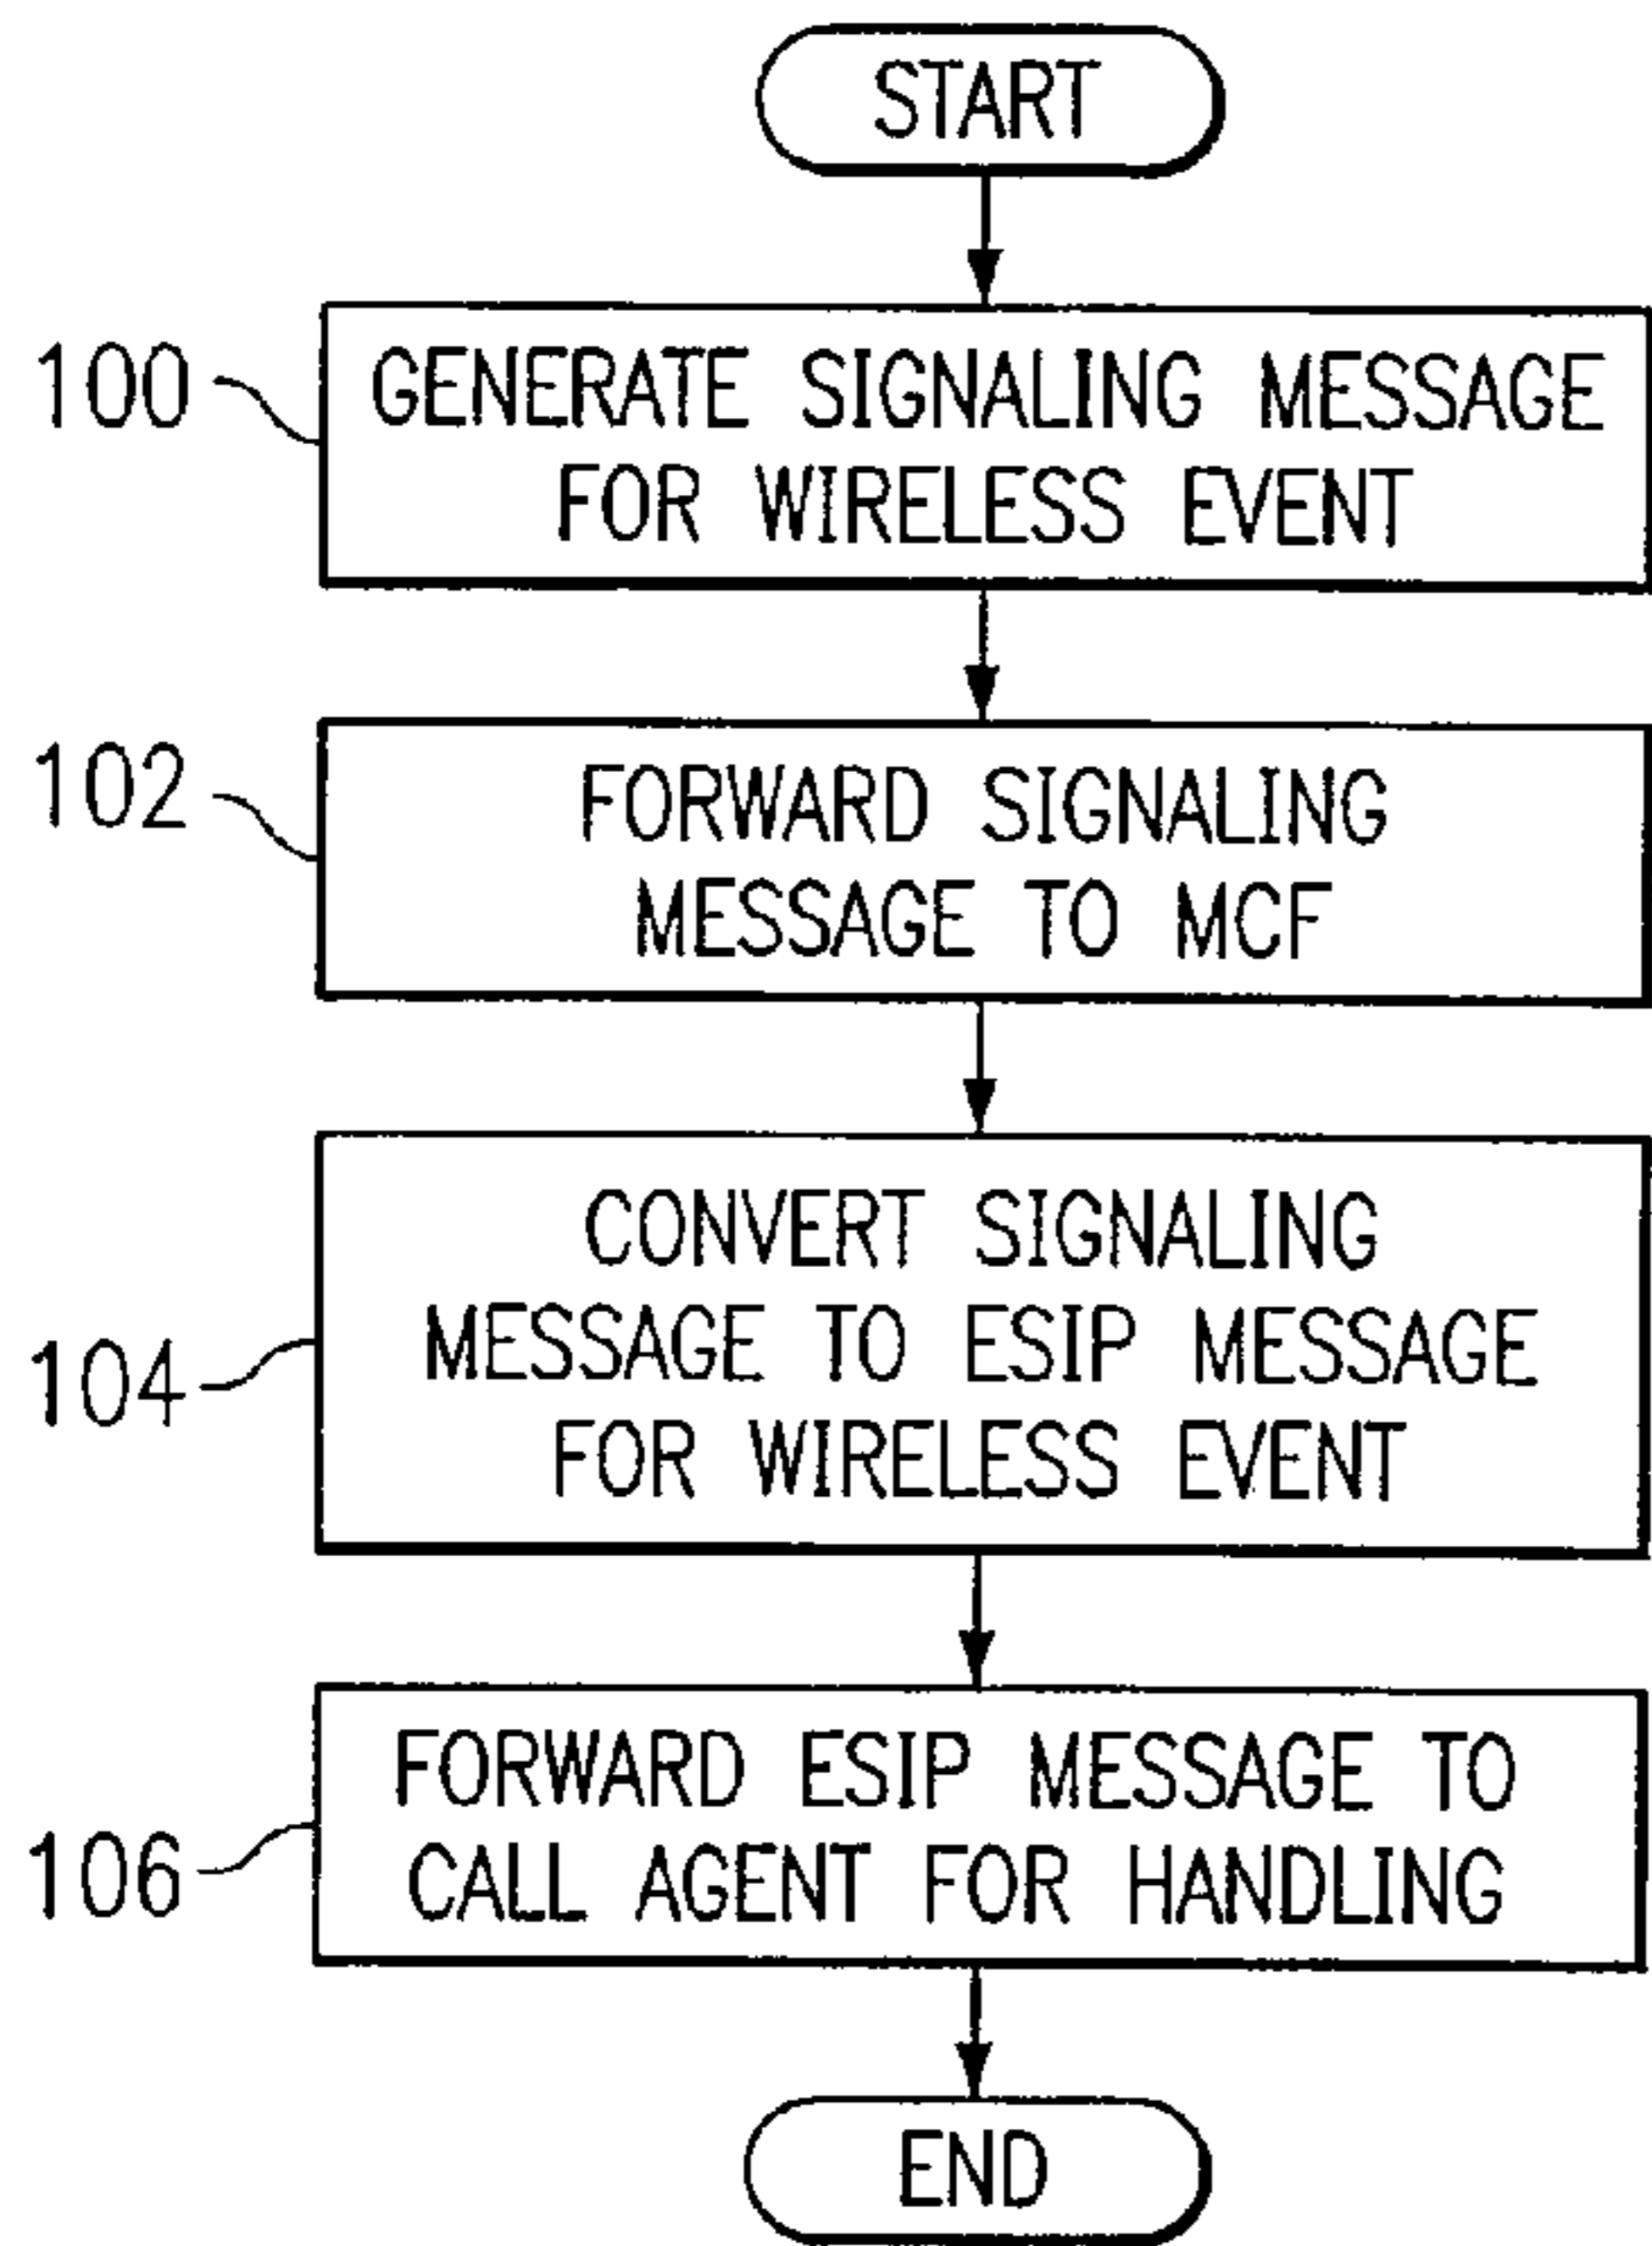 START
100
GENERATE SIGNALING MESSAGE
FOR WIRELESS EVENT
102
FORWARD SIGNALING
MESSAGE TO MCF
104
CONVERT SIGNALING
MESSAGE TO ESIP MESSAGE
FOR WIRELESS EVENT
106
FORWARD ESIP MESSAGE TO
CALL AGENT FOR HANDLING
END